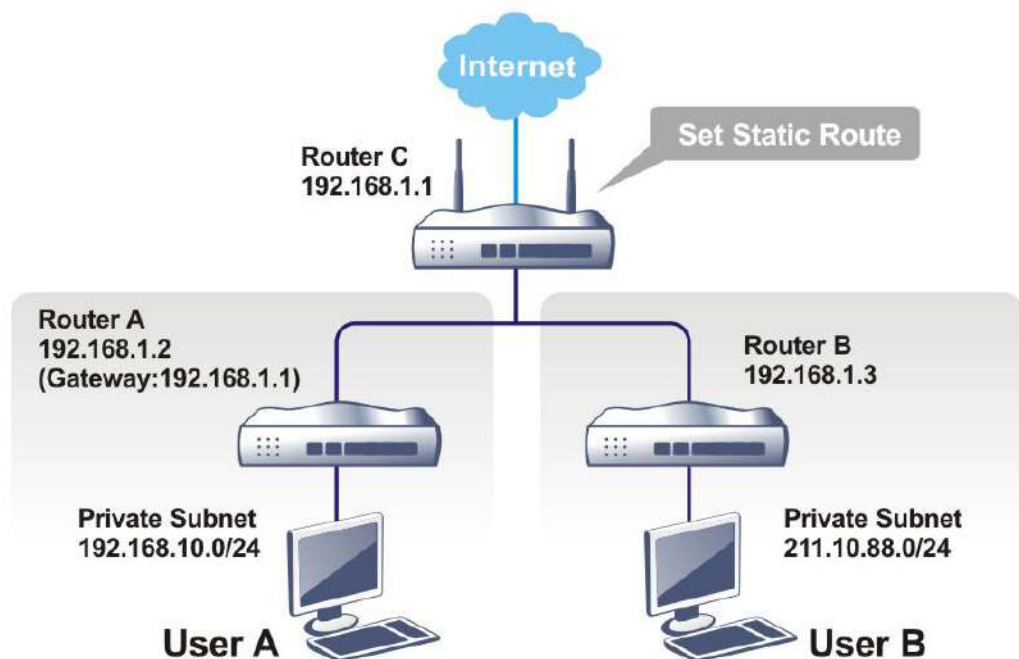 Internet
Set Static Route
Router C
192.168.1.1
Router A
192.168.1.2
(Gateway:192.168.1.1)
Router B
192.168.1.3
Private Subnet
192.168.10.0/24
Private Subnet
211.10.88.0/24
User A
User B